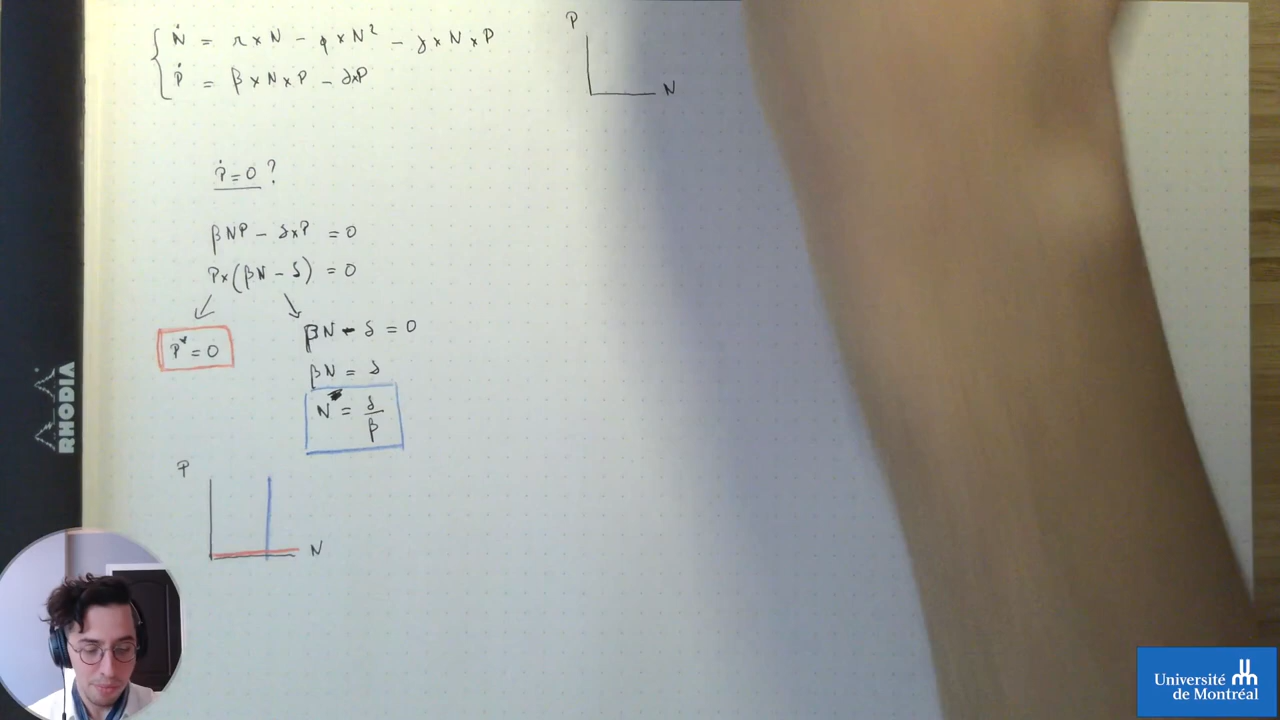 Ṅ = r × N − q × N² − γ × N × P
Ṗ = β × N × P − δ×P
P
N
Ṗ = 0 ?
βNP − δ×P = 0
P×(βN − δ) = 0
P* = 0
βN − δ = 0
βN = δ
N* = δ/β
P
N
RHODIA
Université
de Montréal